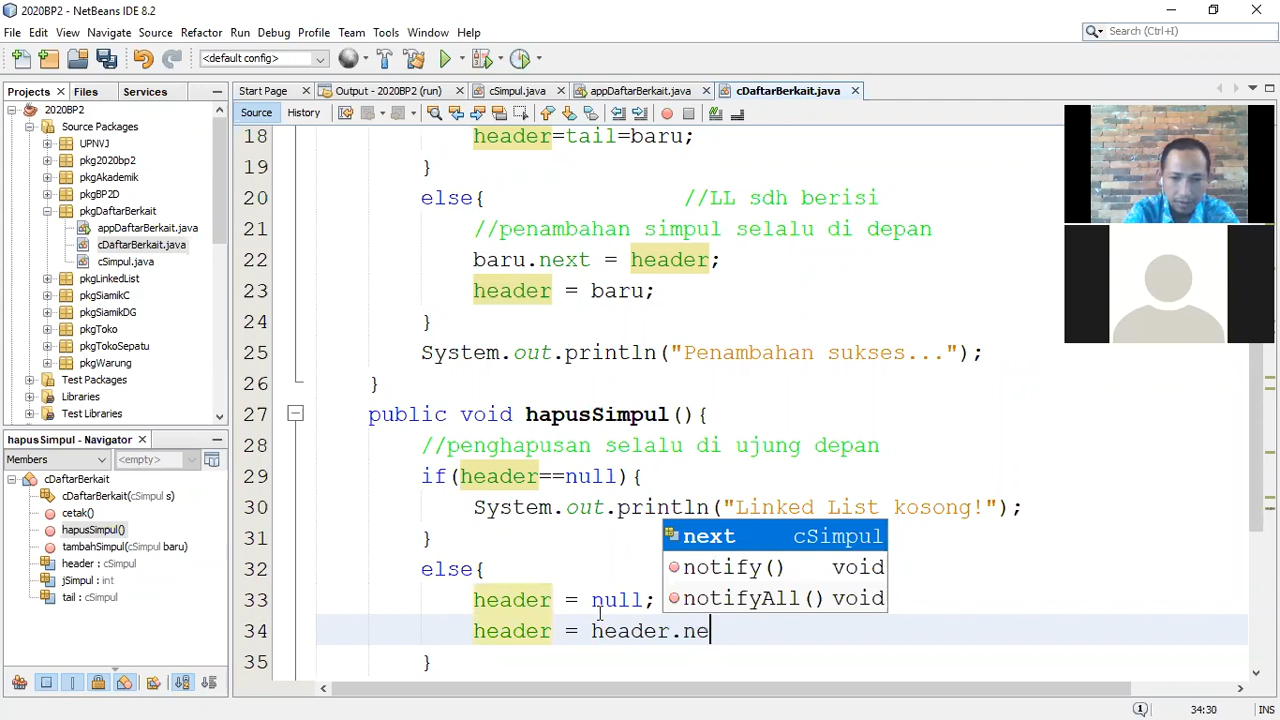 2020BP2 - NetBeans IDE 8.2
File Edit View Navigate Source Refactor Run Debug Profile Team Tools Window Help
Search (Ctrl+I)
<default config>
Projects Files Services
Start Page Output - 2020BP2 (run) cSimpul.java appDaftarBerkait.java cDaftarBerkait.java
Source History
2020BP2
Source Packages
UPNVJ
pkg2020bp2
pkgAkademik
pkgBP2D
pkgDaftarBerkait
appDaftarBerkait.java
cDaftarBerkait.java
cSimpul.java
pkgLinkedList
pkgSiamikC
pkgSiamikDG
pkgToko
pkgTokoSepatu
pkgWarung
Test Packages
Libraries
Test Libraries
hapusSimpul - Navigator
Members <empty>
cDaftarBerkait
cDaftarBerkait(cSimpul s)
cetak()
hapusSimpul()
tambahSimpul(cSimpul baru)
header : cSimpul
jSimpul : int
tail : cSimpul
18 header=tail=baru;
19 }
20 else{ //LL sdh berisi
21 //penambahan simpul selalu di depan
22 baru.next = header;
23 header = baru;
24 }
25 System.out.println("Penambahan sukses...");
26 }
27 public void hapusSimpul(){
28 //penghapusan selalu di ujung depan
29 if(header==null){
30 System.out.println("Linked List kosong!");
31 }
32 else{
33 header = null;
34 header = header.ne
35 }
next cSimpul
notify() void
notifyAll() void
1
34:30
INS